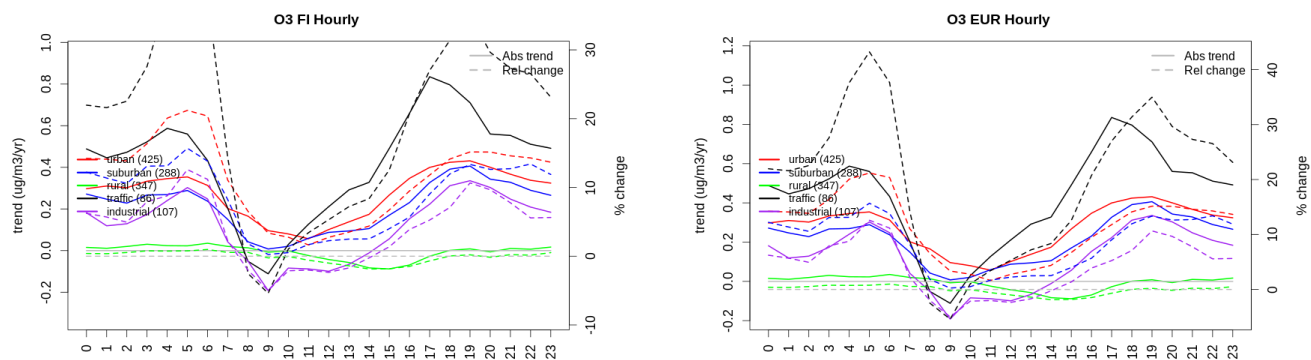 O3 FI Hourly
trend (ug/m3/yr)
1.0
0.8
0.6
0.4
0.2
0.0
-0.2
Abs trend
Rel change
urban (425)
suburban (288)
rural (347)
traffic (86)
industrial (107)
30
20
10
0
-10
% change
0 1 2 3 4 5 6 7 8 9 10 11 12 13 14 15 16 17 18 19 20 21 22 23
O3 EUR Hourly
trend (ug/m3/yr)
1.2
1.0
0.8
0.6
0.4
0.2
0.0
-0.2
Abs trend
Rel change
urban (425)
suburban (288)
rural (347)
traffic (86)
industrial (107)
40
30
20
10
0
% change
0 1 2 3 4 5 6 7 8 9 10 11 12 13 14 15 16 17 18 19 20 21 22 23